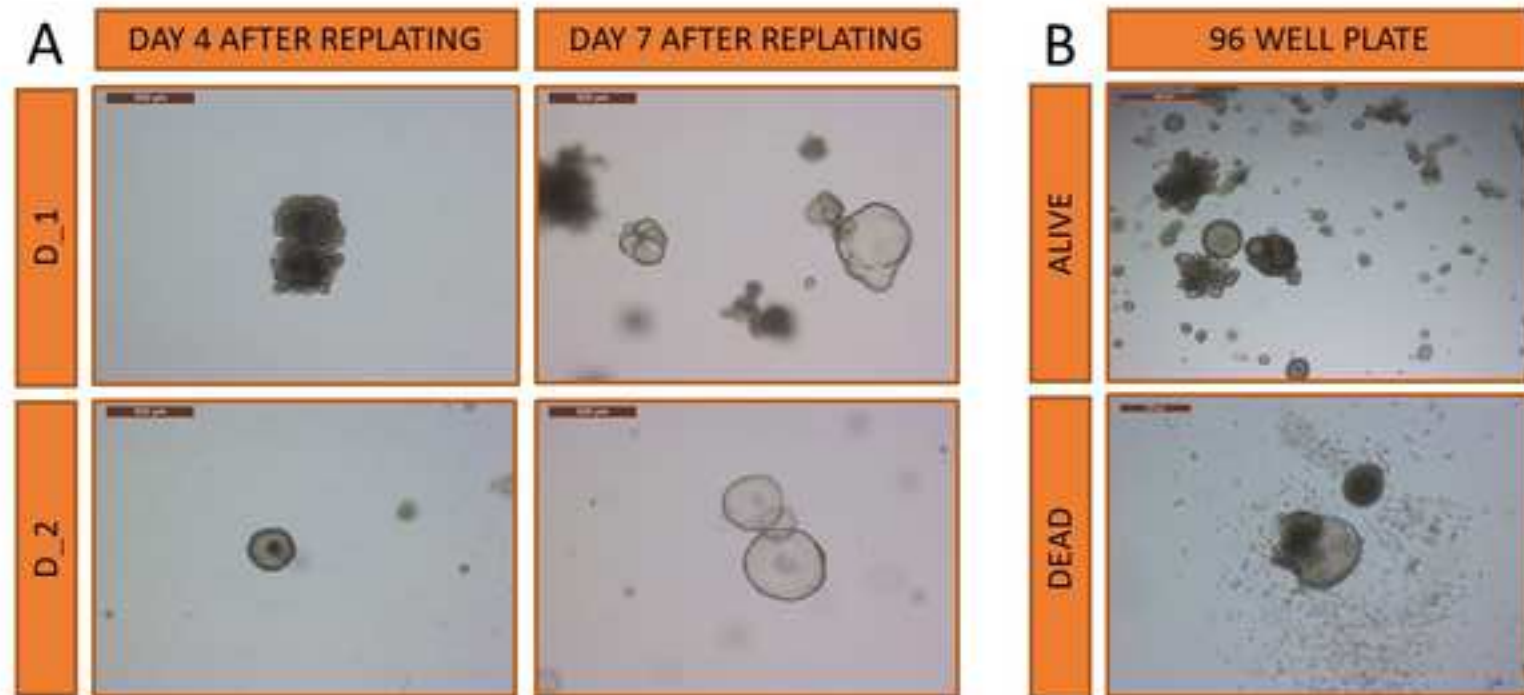 A
DAY 4 AFTER REPLATING
DAY 7 AFTER REPLATING
B
96 WELL PLATE
D_1
ALIVE
D_2
DEAD